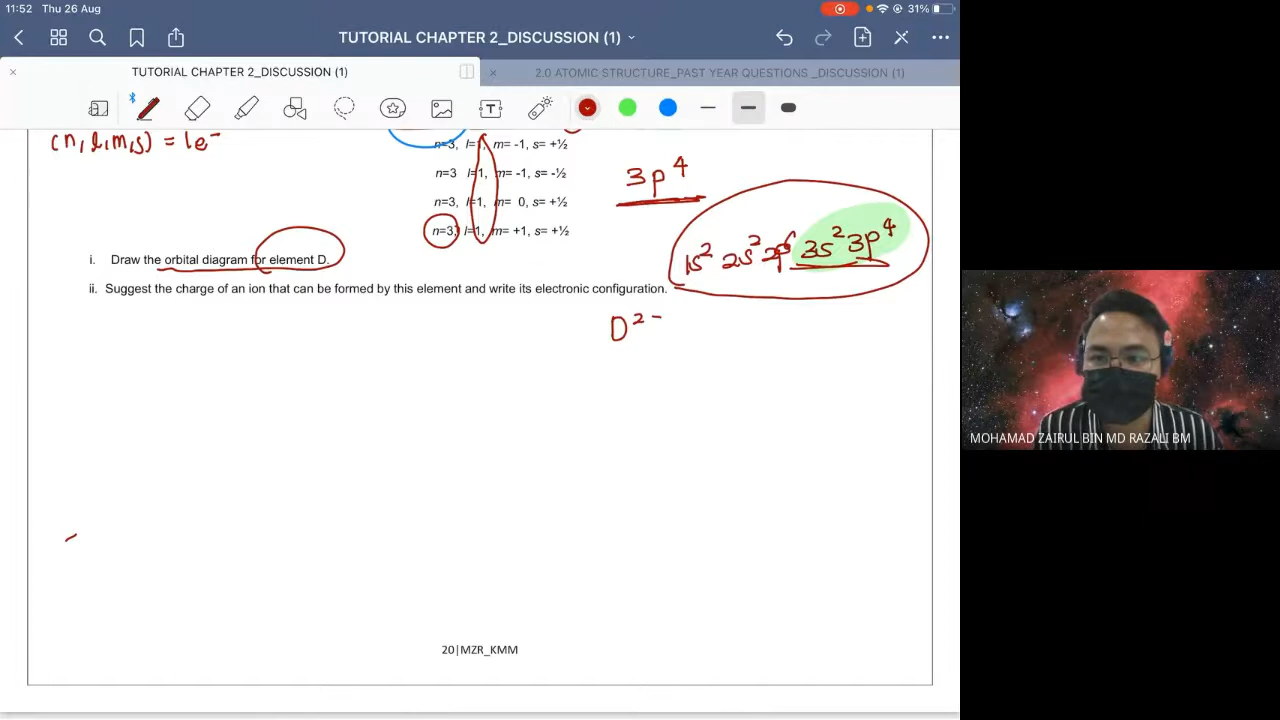 11:52 Thu 26 Aug
31%
TUTORIAL CHAPTER 2_DISCUSSION (1)
TUTORIAL CHAPTER 2_DISCUSSION (1)
2.0 ATOMIC STRUCTURE_PAST YEAR QUESTIONS _DISCUSSION (1)
(n, l, m, s) = 1e⁻
n=3, l=1, m= -1, s= +½
n=3 l=1, m= -1, s= -½
n=3, l=1, m= 0, s= +½
n=3, l=1, m= +1, s= +½
3p⁴
1s² 2s² 2p⁶ 3s² 3p⁴
i. Draw the orbital diagram for element D.
ii. Suggest the charge of an ion that can be formed by this element and write its electronic configuration.
D²⁻
20|MZR_KMM
MOHAMAD ZAIRUL BIN MD RAZALI BM